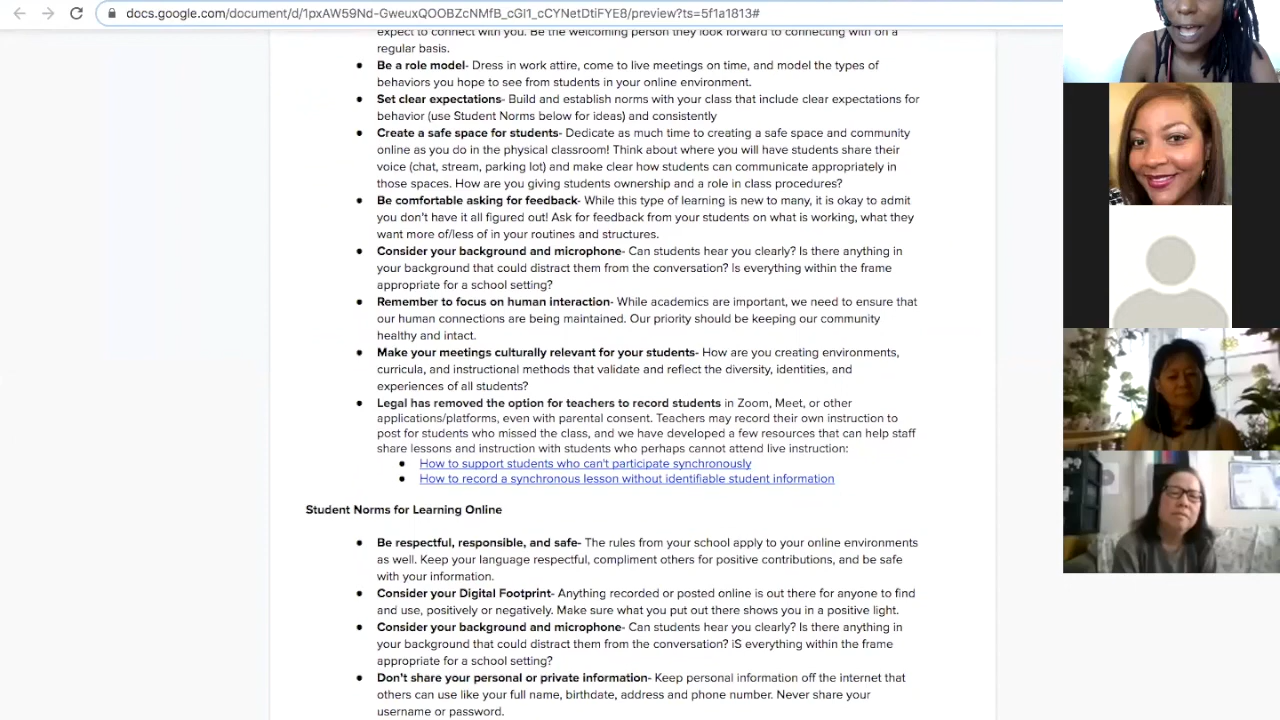 docs.google.com/document/d/1pxAW59Nd-GweuxQOOBZcNMfB_cGI1_cCYNetDtiFYE8/preview?ts=5f1a1813#
expect to connect with you. Be the welcoming person they look forward to connecting with on a
regular basis.
● Be a role model- Dress in work attire, come to live meetings on time, and model the types of
behaviors you hope to see from students in your online environment.
● Set clear expectations- Build and establish norms with your class that include clear expectations for
behavior (use Student Norms below for ideas) and consistently
● Create a safe space for students- Dedicate as much time to creating a safe space and community
online as you do in the physical classroom! Think about where you will have students share their
voice (chat, stream, parking lot) and make clear how students can communicate appropriately in
those spaces. How are you giving students ownership and a role in class procedures?
● Be comfortable asking for feedback- While this type of learning is new to many, it is okay to admit
you don't have it all figured out! Ask for feedback from your students on what is working, what they
want more of/less of in your routines and structures.
● Consider your background and microphone- Can students hear you clearly? Is there anything in
your background that could distract them from the conversation? Is everything within the frame
appropriate for a school setting?
● Remember to focus on human interaction- While academics are important, we need to ensure that
our human connections are being maintained. Our priority should be keeping our community
healthy and intact.
● Make your meetings culturally relevant for your students- How are you creating environments,
curricula, and instructional methods that validate and reflect the diversity, identities, and
experiences of all students?
● Legal has removed the option for teachers to record students in Zoom, Meet, or other
applications/platforms, even with parental consent. Teachers may record their own instruction to
post for students who missed the class, and we have developed a few resources that can help staff
share lessons and instruction with students who perhaps cannot attend live instruction:
● How to support students who can't participate synchronously
● How to record a synchronous lesson without identifiable student information
Student Norms for Learning Online
● Be respectful, responsible, and safe- The rules from your school apply to your online environments
as well. Keep your language respectful, compliment others for positive contributions, and be safe
with your information.
● Consider your Digital Footprint- Anything recorded or posted online is out there for anyone to find
and use, positively or negatively. Make sure what you put out there shows you in a positive light.
● Consider your background and microphone- Can students hear you clearly? Is there anything in
your background that could distract them from the conversation? iS everything within the frame
appropriate for a school setting?
● Don't share your personal or private information- Keep personal information off the internet that
others can use like your full name, birthdate, address and phone number. Never share your
username or password.